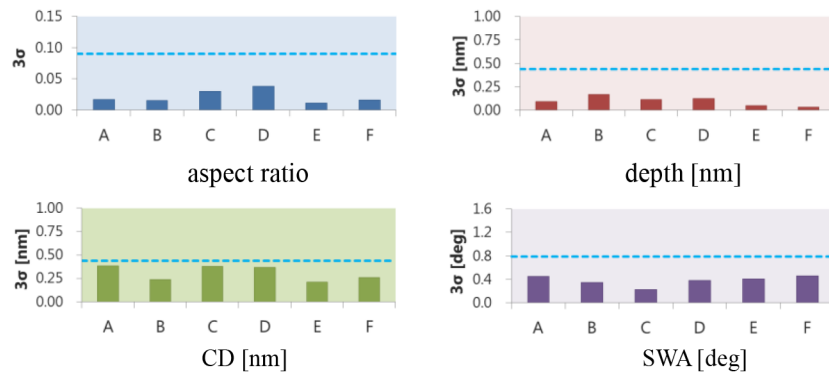 3σ
0.15
0.10
0.05
0.00
A B C D E F
aspect ratio
3σ [nm]
1.00
0.75
0.50
0.25
0.00
A B C D E F
depth [nm]
3σ [nm]
1.00
0.75
0.50
0.25
0.00
A B C D E F
CD [nm]
3σ [deg]
1.6
1.2
0.8
0.4
0.0
A B C D E F
SWA [deg]